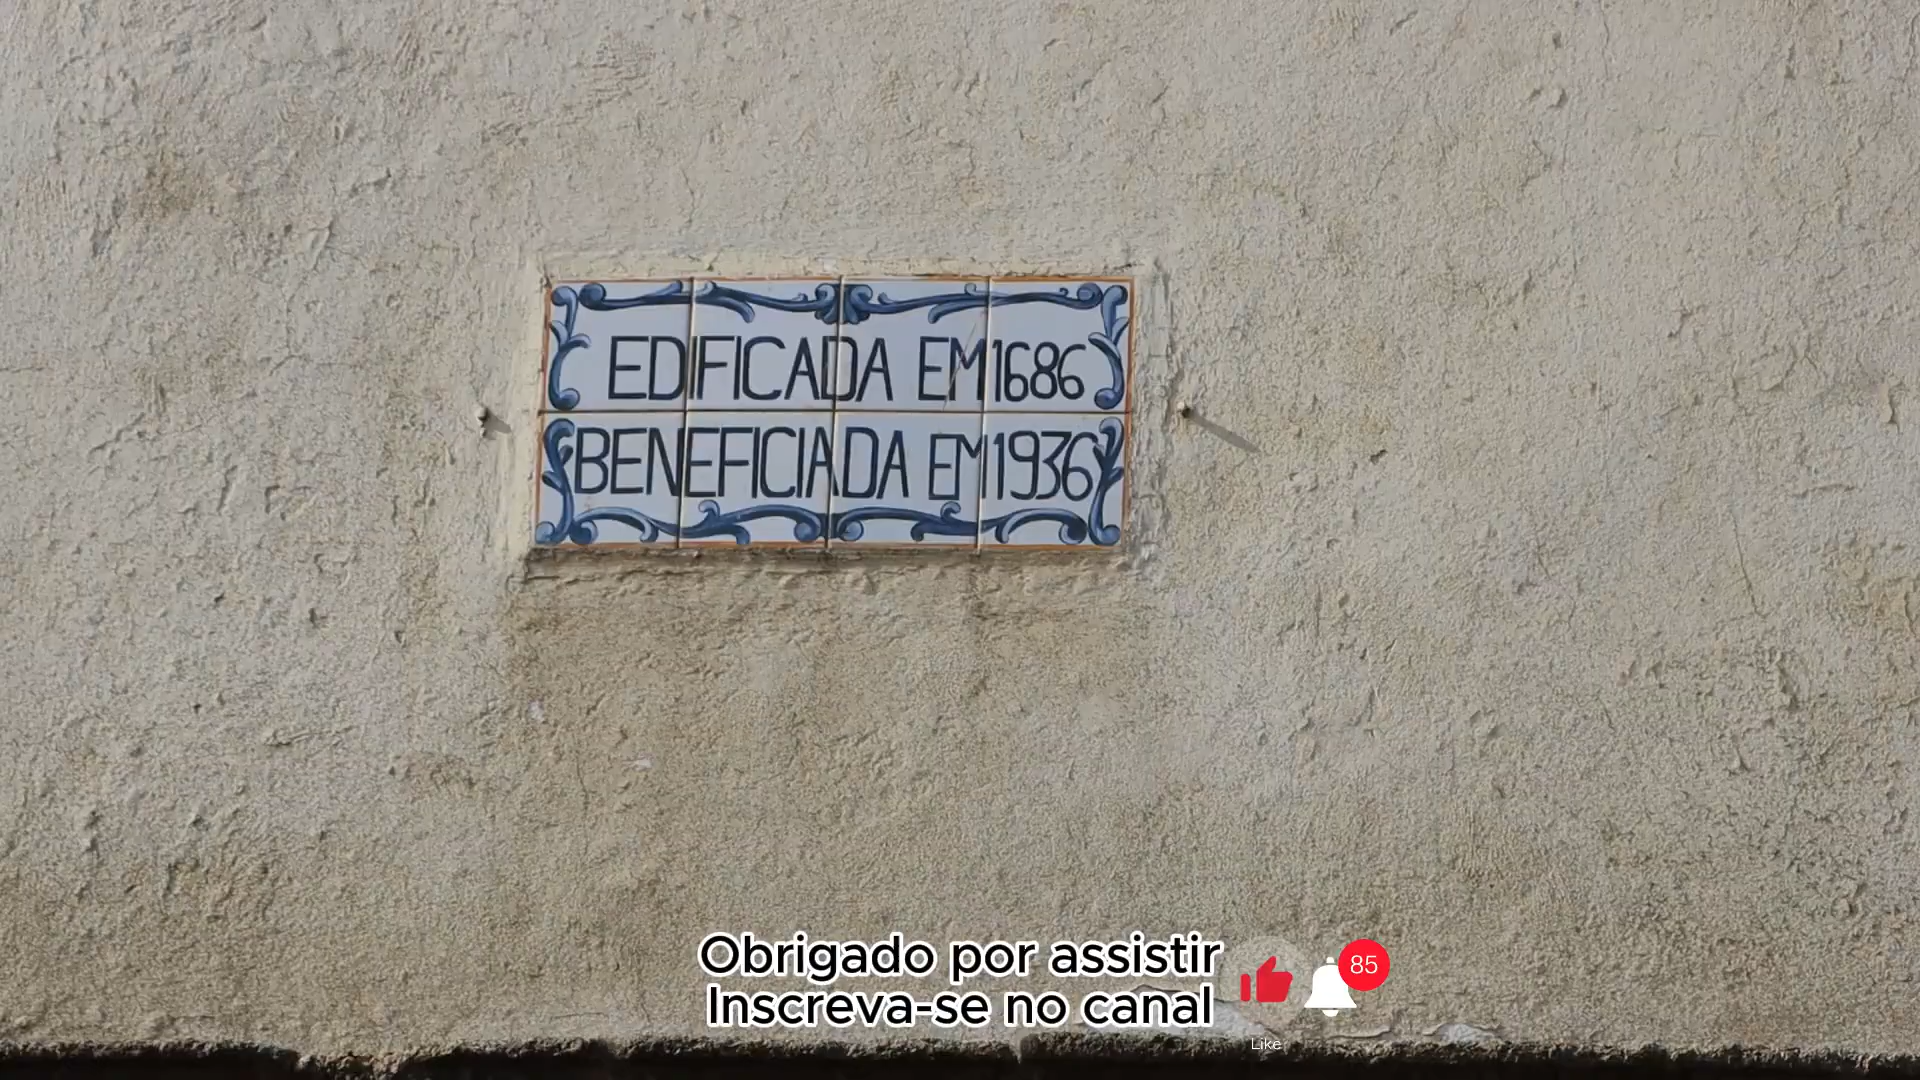 EDIFICADA EM 1686
BENEFICIADA EM 1936
Obrigado por assistir
Inscreva-se no canal
85
Like